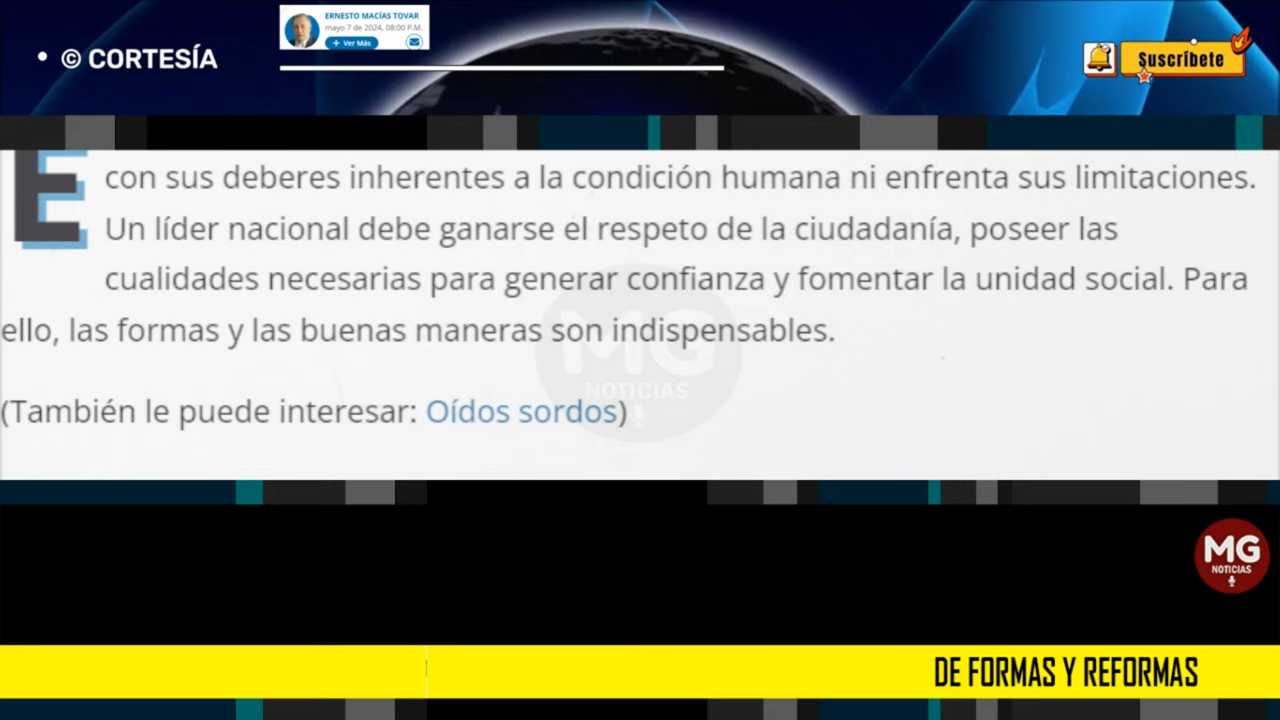 • © CORTESÍA
ERNESTO MACÍAS TOVAR
mayo 7 de 2024, 08:00 P.M.
+ Ver Más
Suscríbete
E
con sus deberes inherentes a la condición humana ni enfrenta sus limitaciones.
Un líder nacional debe ganarse el respeto de la ciudadanía, poseer las
cualidades necesarias para generar confianza y fomentar la unidad social. Para
ello, las formas y las buenas maneras son indispensables.
MG
NOTICIAS
(También le puede interesar: Oídos sordos)
MG
NOTICIAS
DE FORMAS Y REFORMAS